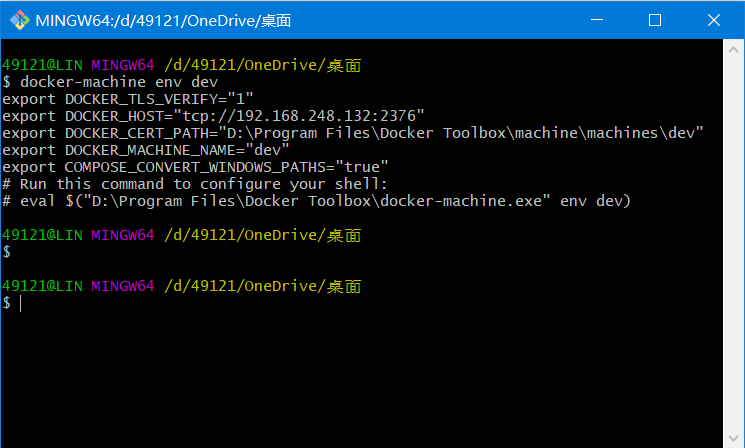 MINGW64:/d/49121/OneDrive/桌面
49121@LIN MINGW64 /d/49121/OneDrive/桌面
$ docker-machine env dev
export DOCKER_TLS_VERIFY="1"
export DOCKER_HOST="tcp://192.168.248.132:2376"
export DOCKER_CERT_PATH="D:\Program Files\Docker Toolbox\machine\machines\dev"
export DOCKER_MACHINE_NAME="dev"
export COMPOSE_CONVERT_WINDOWS_PATHS="true"
# Run this command to configure your shell:
# eval $("D:\Program Files\Docker Toolbox\docker-machine.exe" env dev)
49121@LIN MINGW64 /d/49121/OneDrive/桌面
$
49121@LIN MINGW64 /d/49121/OneDrive/桌面
$